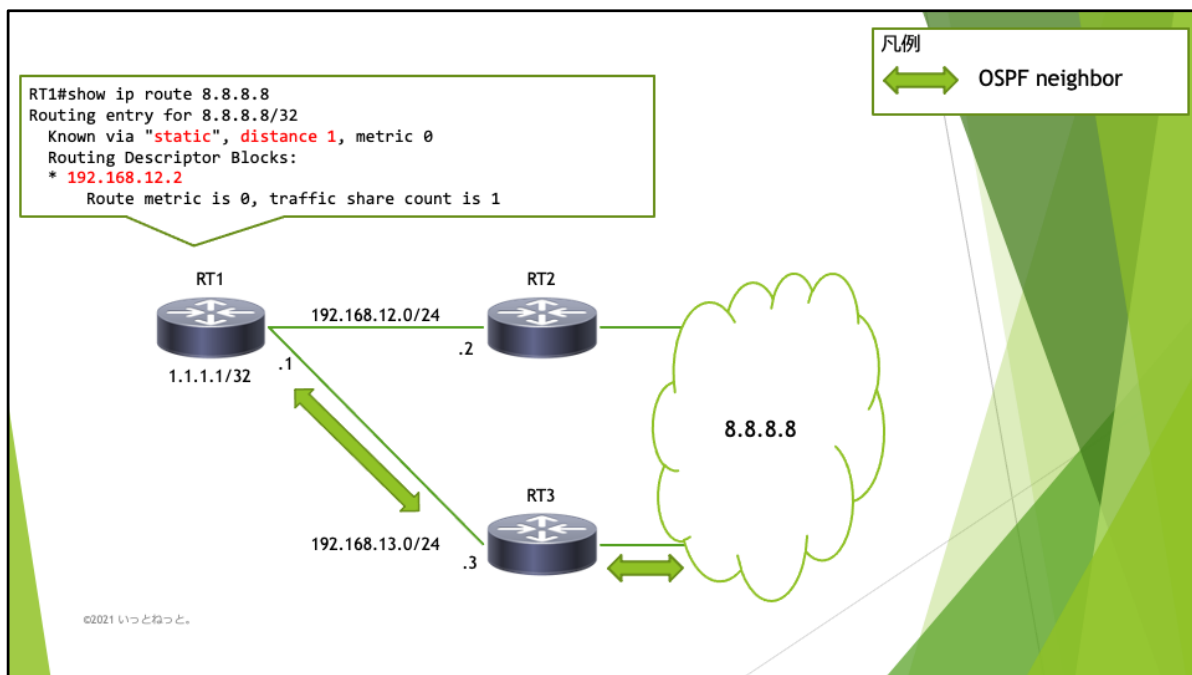 凡例
OSPF neighbor
RT1#show ip route 8.8.8.8
Routing entry for 8.8.8.8/32
  Known via "static", distance 1, metric 0
  Routing Descriptor Blocks:
  * 192.168.12.2
      Route metric is 0, traffic share count is 1
RT1
RT2
192.168.12.0/24
.2
.1
1.1.1.1/32
8.8.8.8
RT3
192.168.13.0/24
.3
©2021 いっとねっと。